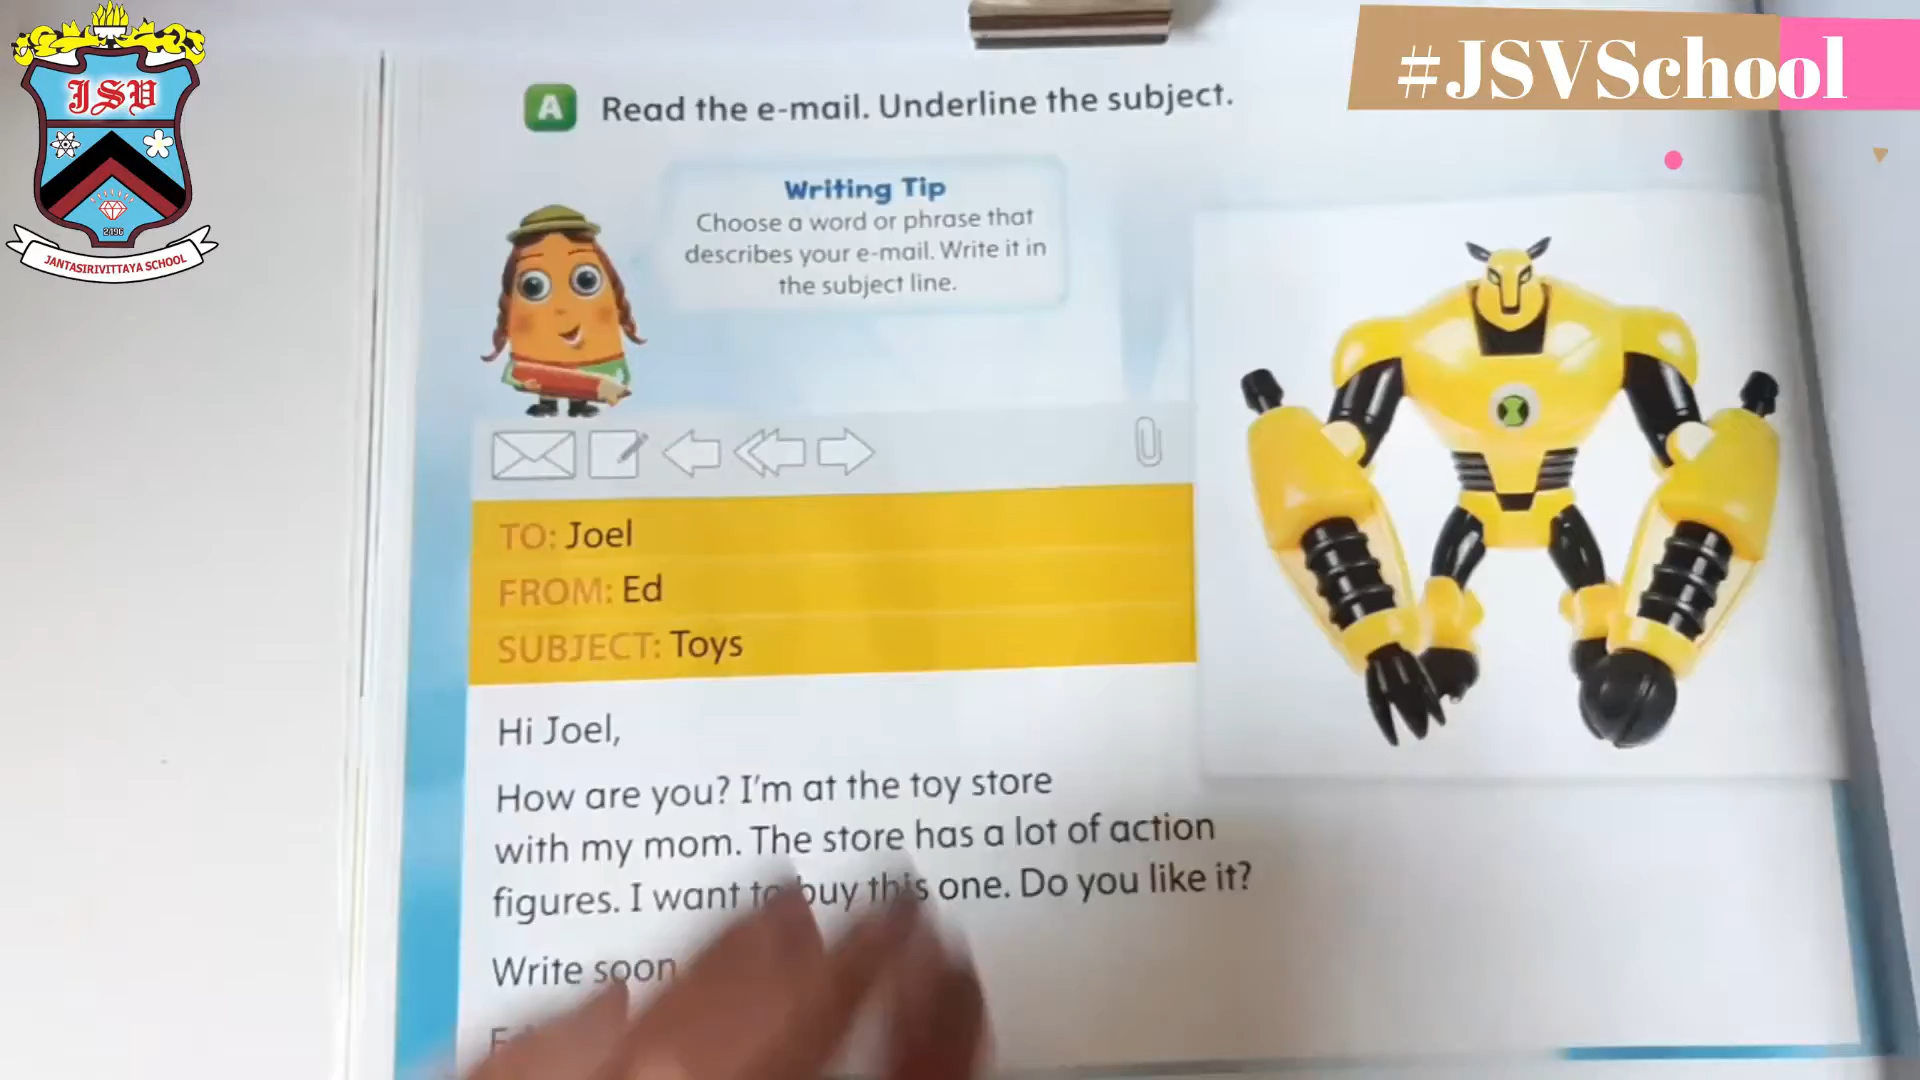 JSV
2496
JANTASIRIVITTAYA SCHOOL
#JSVSchool
A Read the e-mail. Underline the subject.
Writing Tip
Choose a word or phrase that
describes your e-mail. Write it in
the subject line.
TO: Joel
FROM: Ed
SUBJECT: Toys
Hi Joel,
How are you? I'm at the toy store
with my mom. The store has a lot of action
figures. I want to buy this one. Do you like it?
Write soon